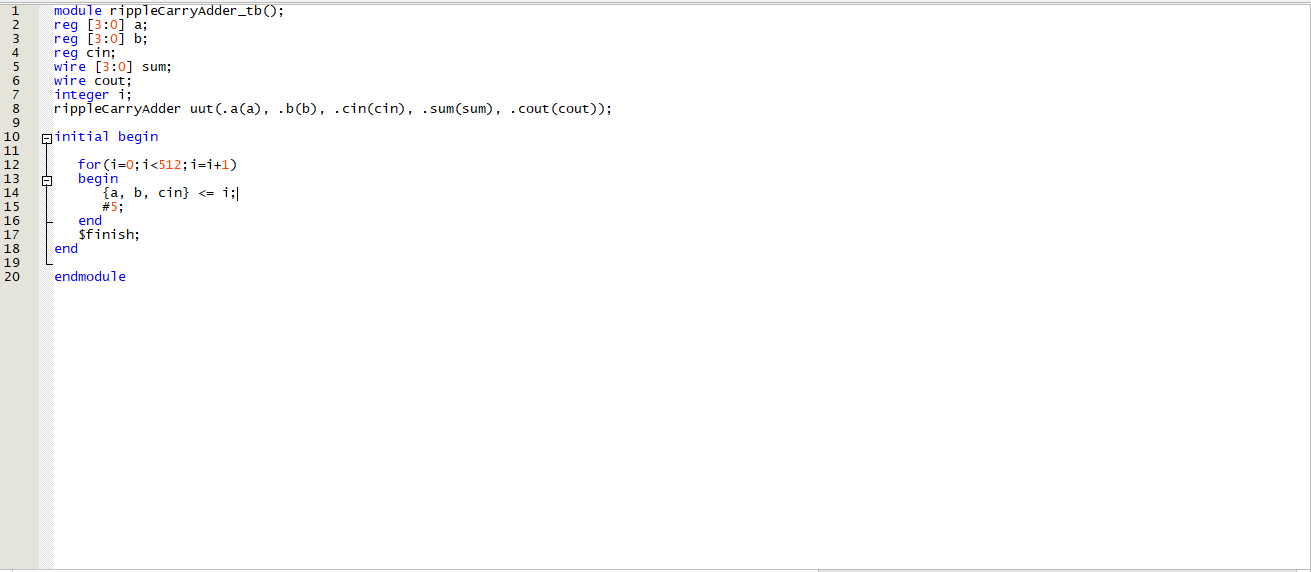 1 module rippleCarryAdder_tb();
2 reg [3:0] a;
3 reg [3:0] b;
4 reg cin;
5 wire [3:0] sum;
6 wire cout;
7 integer i;
8 rippleCarryAdder uut(.a(a), .b(b), .cin(cin), .sum(sum), .cout(cout));
9
10 initial begin
11
12 for(i=0;i<512;i=i+1)
13 begin
14 {a, b, cin} <= i;
15 #5;
16 end
17 $finish;
18 end
19
20 endmodule